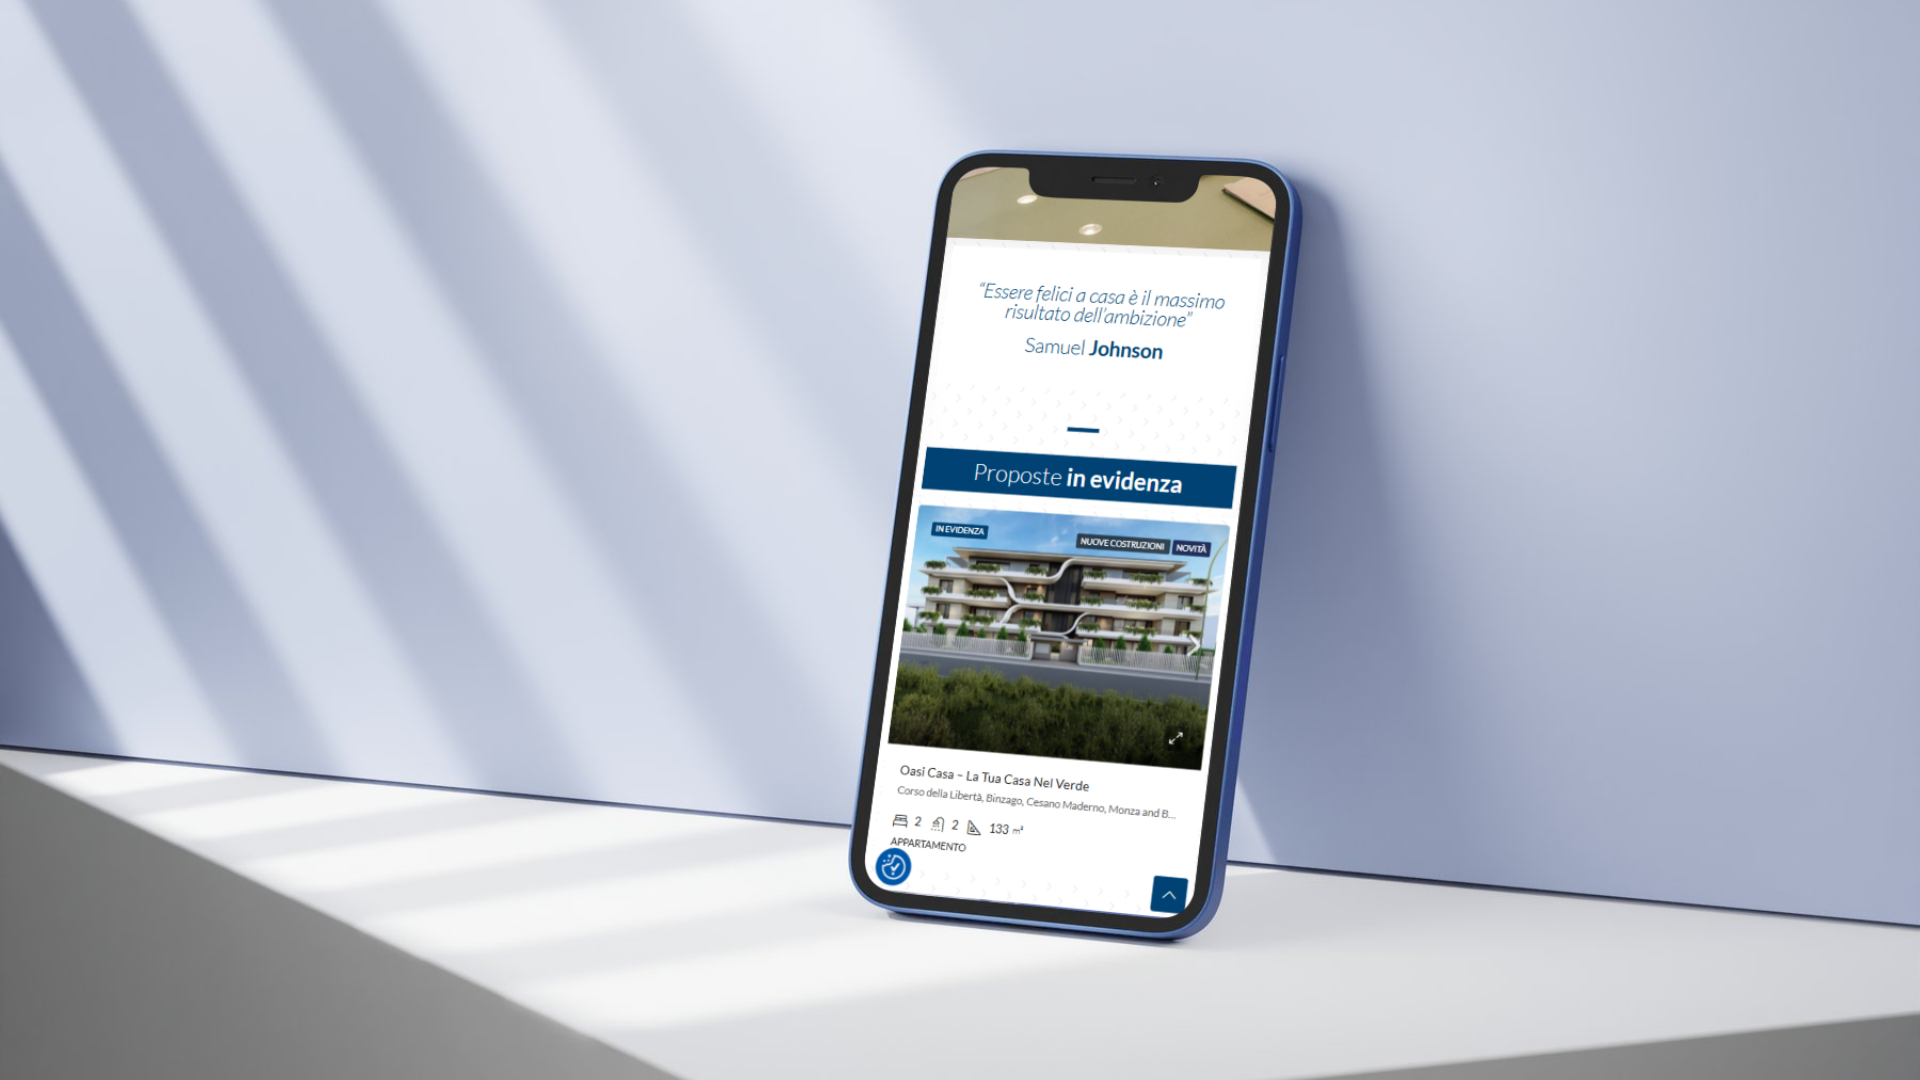 “Essere felici a casa è il massimo
risultato dell’ambizione”
Samuel Johnson
Proposte in evidenza
IN EVIDENZA
NUOVE COSTRUZIONI NOVITÀ
Oasi Casa – La Tua Casa Nel Verde
Corso della Libertà, Binzago, Cesano Maderno, Monza and B...
2 2 133 m²
APPARTAMENTO